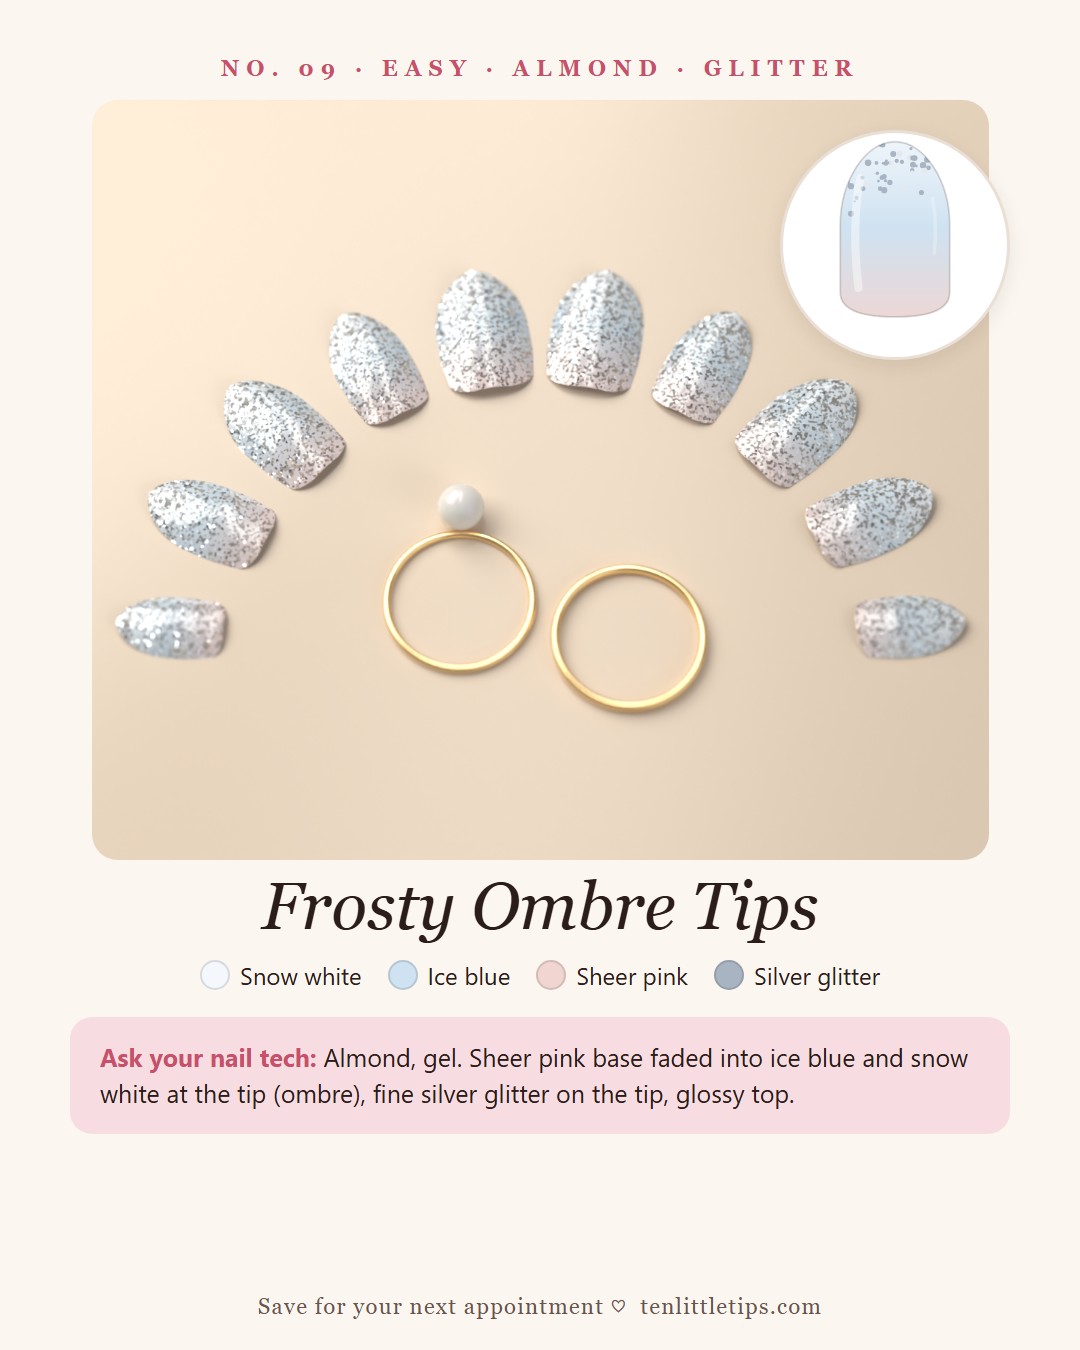 NO. 09 · EASY · ALMOND · GLITTER
Frosty Ombre Tips
Snow white Ice blue Sheer pink Silver glitter
Ask your nail tech: Almond, gel. Sheer pink base faded into ice blue and snow
white at the tip (ombre), fine silver glitter on the tip, glossy top.
Save for your next appointment ♡ tenlittletips.com